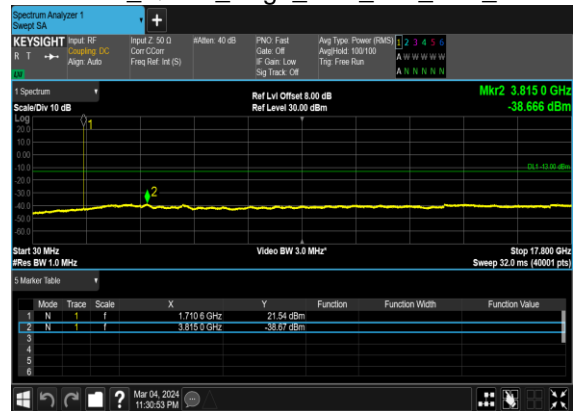 Spectrum Analyzer 1
Swept SA
+
KEYSIGHT Input: RF
R T Coupling: DC
Align: Auto
LW
Input Z: 50 Ω
Corr CCorr
Freq Ref: Int (S)
#Atten: 40 dB
PNO: Fast
Gate: Off
IF Gain: Low
Sig Track: Off
Avg Type: Power (RMS)
Avg|Hold: 100/100
Trig: Free Run
1 2 3 4 5 6
A W W W W W
A N N N N N
1 Spectrum
Scale/Div 10 dB
Ref Lvl Offset 8.00 dB
Ref Level 30.00 dBm
Mkr2 3.815 0 GHz
-38.666 dBm
Log
20.0
10.0
0.00
-10.0
DL1 -13.00 dBm
-20.0
-30.0
-40.0
-50.0
-60.0
1
2
Start 30 MHz
#Res BW 1.0 MHz
Video BW 3.0 MHz*
Stop 17.800 GHz
Sweep 32.0 ms (40001 pts)
5 Marker Table
Mode Trace Scale X Y Function Function Width Function Value
1 N 1 f 1.710 6 GHz 21.54 dBm
2 N 1 f 3.815 0 GHz -38.67 dBm
3
4
5
6
? Mar 04, 2024
11:30:53 PM